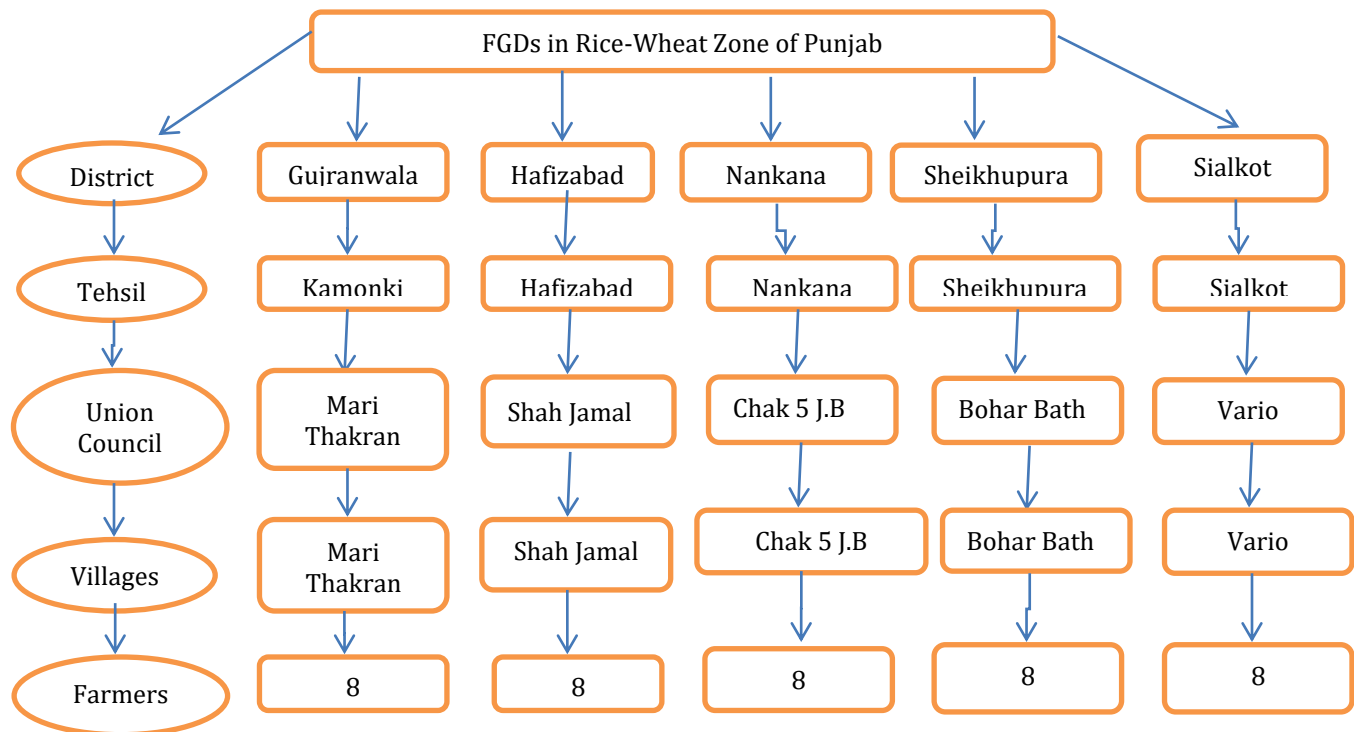 FGDs in Rice-Wheat Zone of Punjab
District
Gujranwala
Hafizabad
Nankana
Sheikhupura
Sialkot
Tehsil
Kamonki
Hafizabad
Nankana
Sheikhupura
Sialkot
Union
Council
Mari
Thakran
Shah Jamal
Chak 5 J.B
Bohar Bath
Vario
Villages
Mari
Thakran
Shah Jamal
Chak 5 J.B
Bohar Bath
Vario
Farmers
8
8
8
8
8